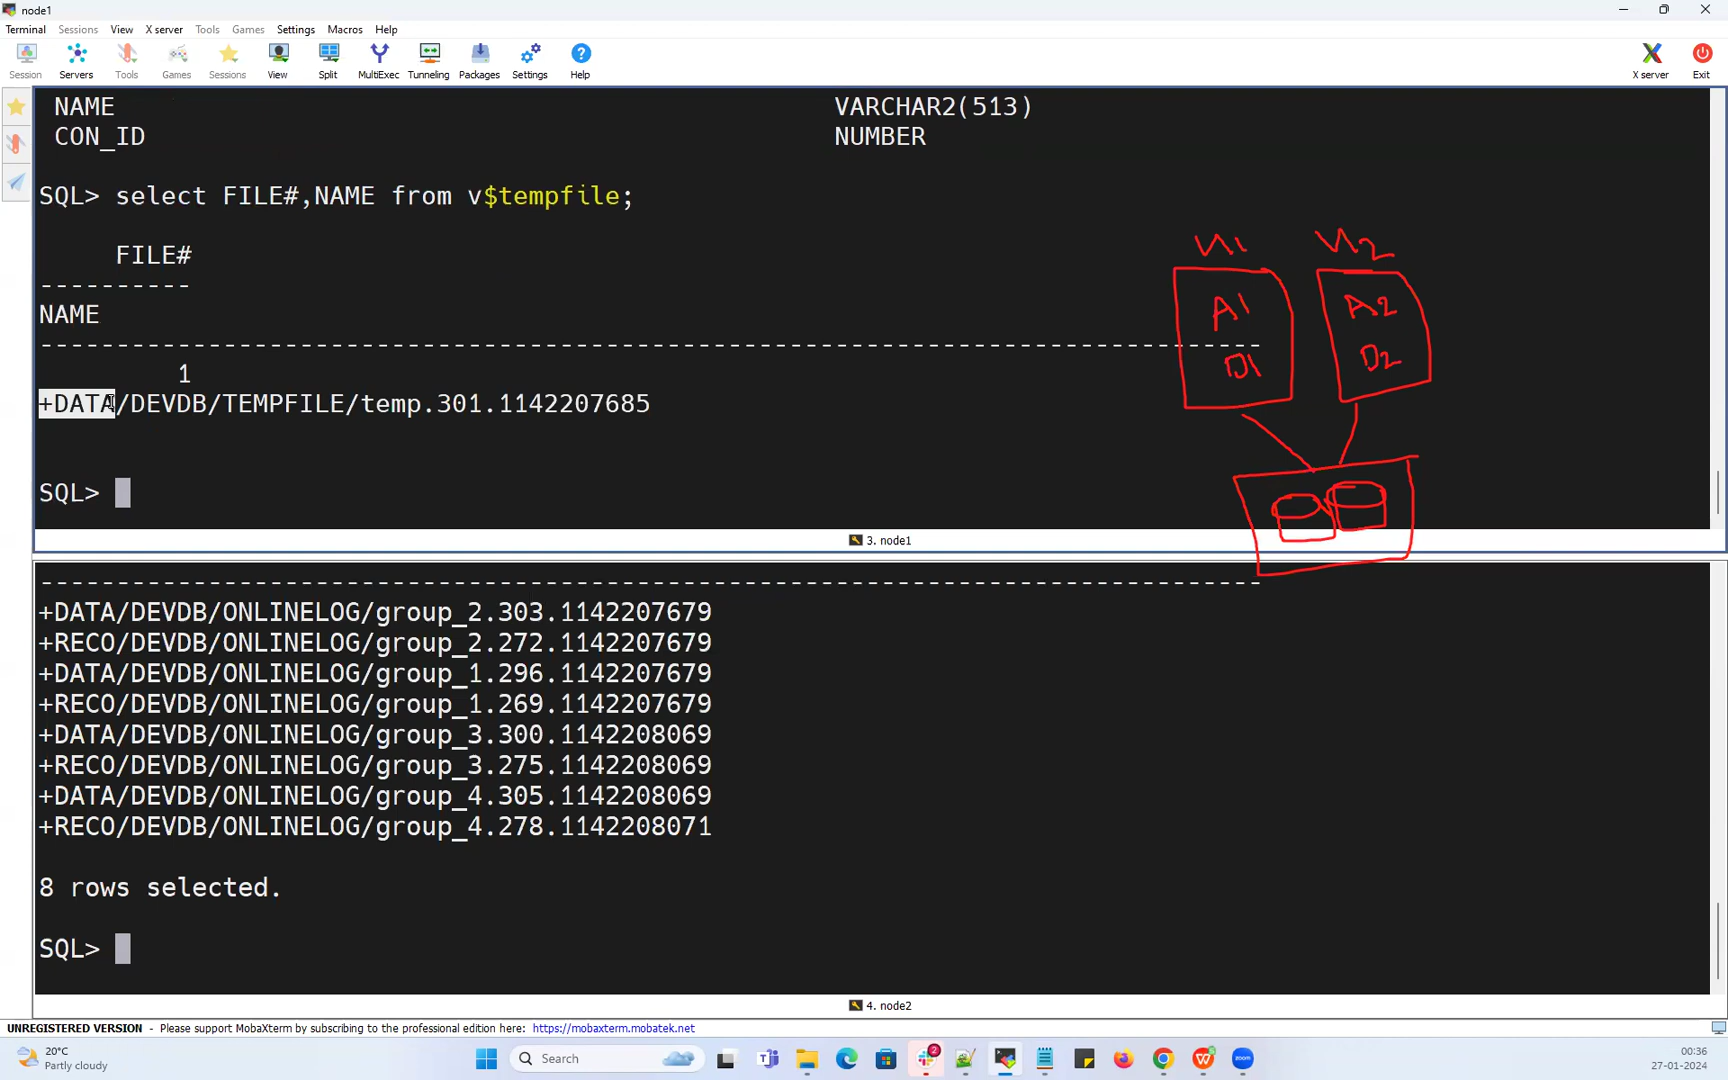 node1
Terminal Sessions View X server Tools Games Settings Macros Help
Session Servers Tools Games Sessions View Split MultiExec Tunneling Packages Settings Help X server Exit
NAME VARCHAR2(513)
CON_ID NUMBER
SQL> select FILE#,NAME from v$tempfile;
FILE#
----------
NAME
--------------------------------------------------------------------------------
1
+DATA/DEVDB/TEMPFILE/temp.301.1142207685
SQL>
N1 N2
A1 A2
D1 D2
3. node1
--------------------------------------------------------------------------------
+DATA/DEVDB/ONLINELOG/group_2.303.1142207679
+RECO/DEVDB/ONLINELOG/group_2.272.1142207679
+DATA/DEVDB/ONLINELOG/group_1.296.1142207679
+RECO/DEVDB/ONLINELOG/group_1.269.1142207679
+DATA/DEVDB/ONLINELOG/group_3.300.1142208069
+RECO/DEVDB/ONLINELOG/group_3.275.1142208069
+DATA/DEVDB/ONLINELOG/group_4.305.1142208069
+RECO/DEVDB/ONLINELOG/group_4.278.1142208071
8 rows selected.
SQL>
4. node2
UNREGISTERED VERSION - Please support MobaXterm by subscribing to the professional edition here: https://mobaxterm.mobatek.net
20°C
Partly cloudy
Search
2
zoom
00:36
27-01-2024